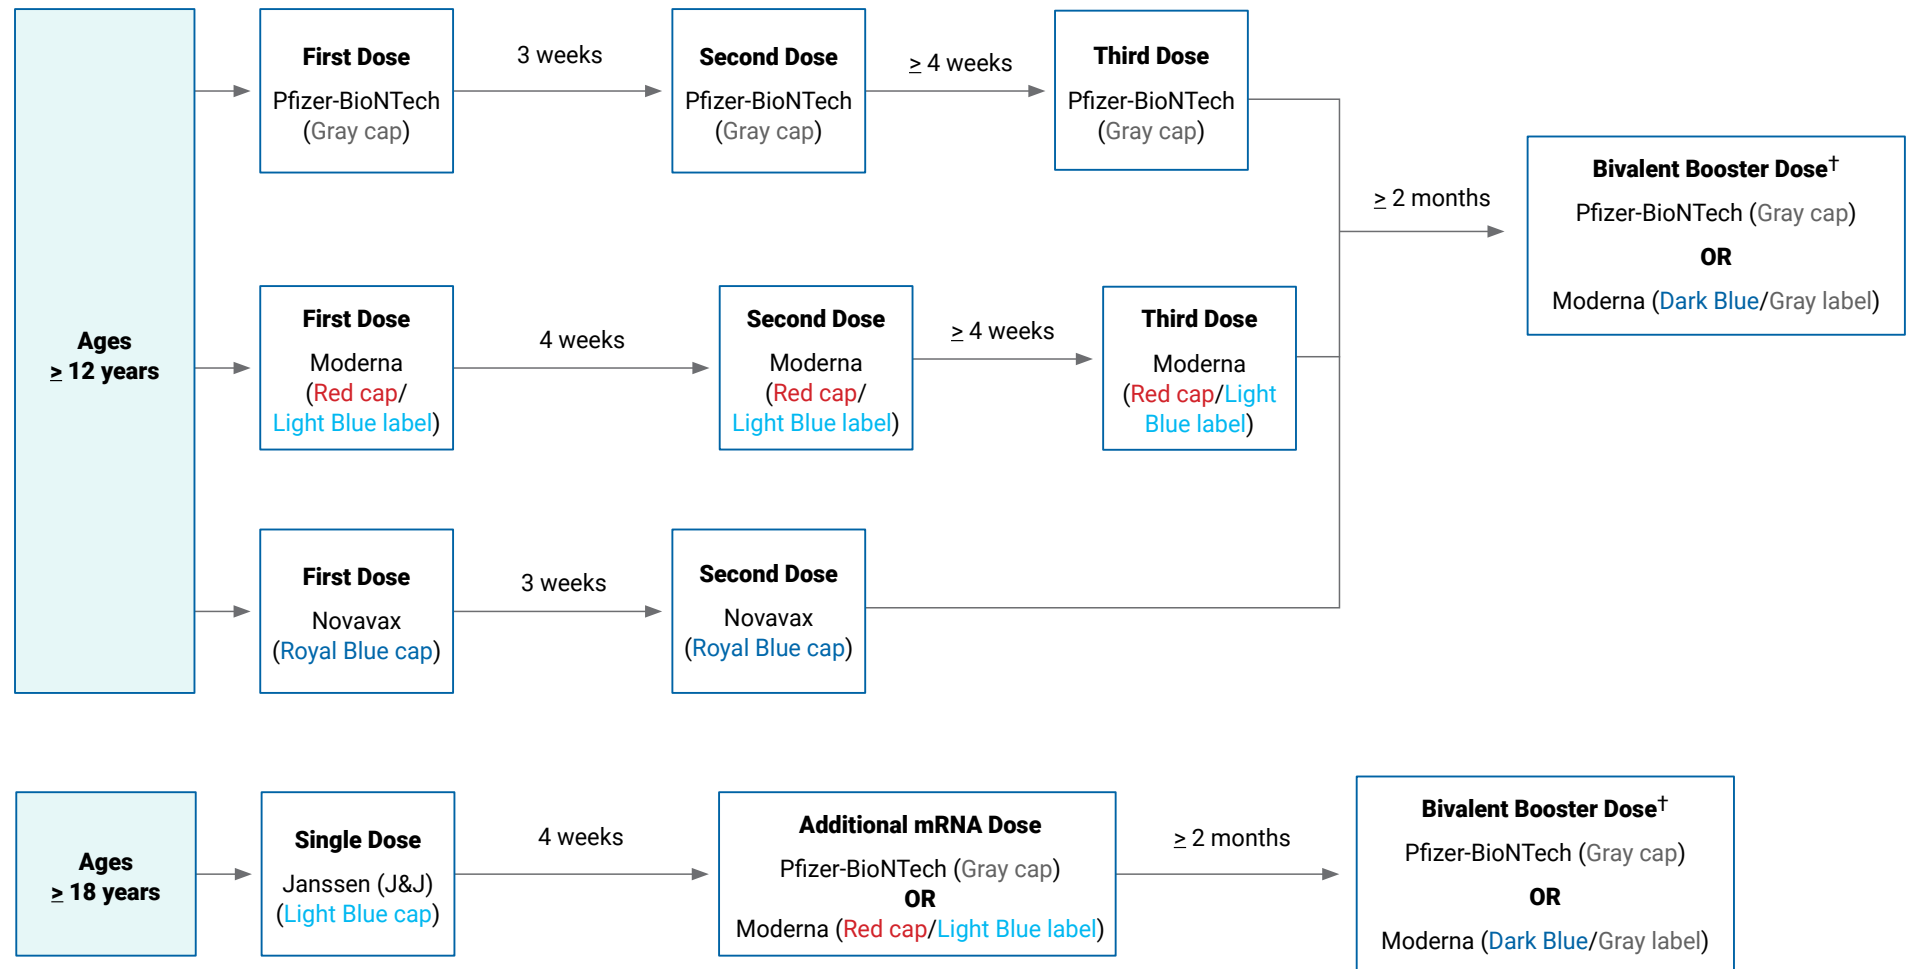 Ages
≥ 12 years
First Dose
Pfizer-BioNTech
(Gray cap)
3 weeks
Second Dose
Pfizer-BioNTech
(Gray cap)
≥ 4 weeks
Third Dose
Pfizer-BioNTech
(Gray cap)
First Dose
Moderna
(Red cap/
Light Blue label)
4 weeks
Second Dose
Moderna
(Red cap/
Light Blue label)
≥ 4 weeks
Third Dose
Moderna
(Red cap/Light
Blue label)
First Dose
Novavax
(Royal Blue cap)
3 weeks
Second Dose
Novavax
(Royal Blue cap)
≥ 2 months
Bivalent Booster Dose†
Pfizer-BioNTech (Gray cap)
OR
Moderna (Dark Blue/Gray label)
Ages
≥ 18 years
Single Dose
Janssen (J&J)
(Light Blue cap)
4 weeks
Additional mRNA Dose
Pfizer-BioNTech (Gray cap)
OR
Moderna (Red cap/Light Blue label)
≥ 2 months
Bivalent Booster Dose†
Pfizer-BioNTech (Gray cap)
OR
Moderna (Dark Blue/Gray label)